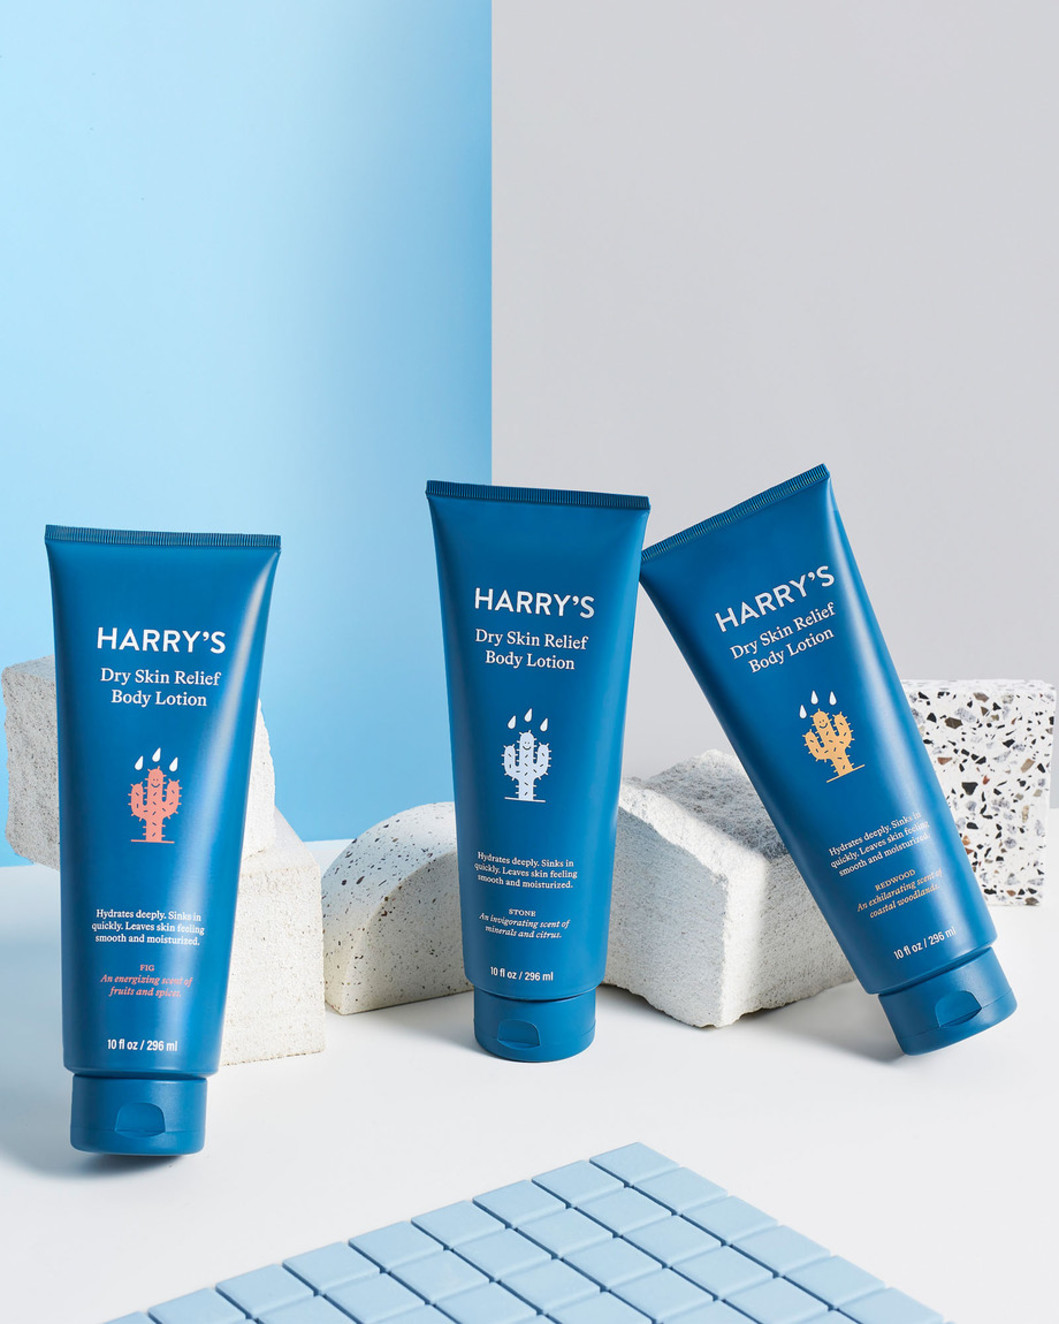 HARRY'S
Dry Skin Relief
Body Lotion
Hydrates deeply. Sinks in
quickly. Leaves skin feeling
smooth and moisturized.
FIG
An energizing scent of
fruits and spices.
10 fl oz / 296 ml
HARRY'S
Dry Skin Relief
Body Lotion
Hydrates deeply. Sinks in
quickly. Leaves skin feeling
smooth and moisturized.
STONE
An invigorating scent of
minerals and citrus.
10 fl oz / 296 ml
HARRY'S
Dry Skin Relief
Body Lotion
Hydrates deeply. Sinks in
quickly. Leaves skin feeling
smooth and moisturized.
REDWOOD
An exhilarating scent of
coastal woodlands.
10 fl oz / 296 ml